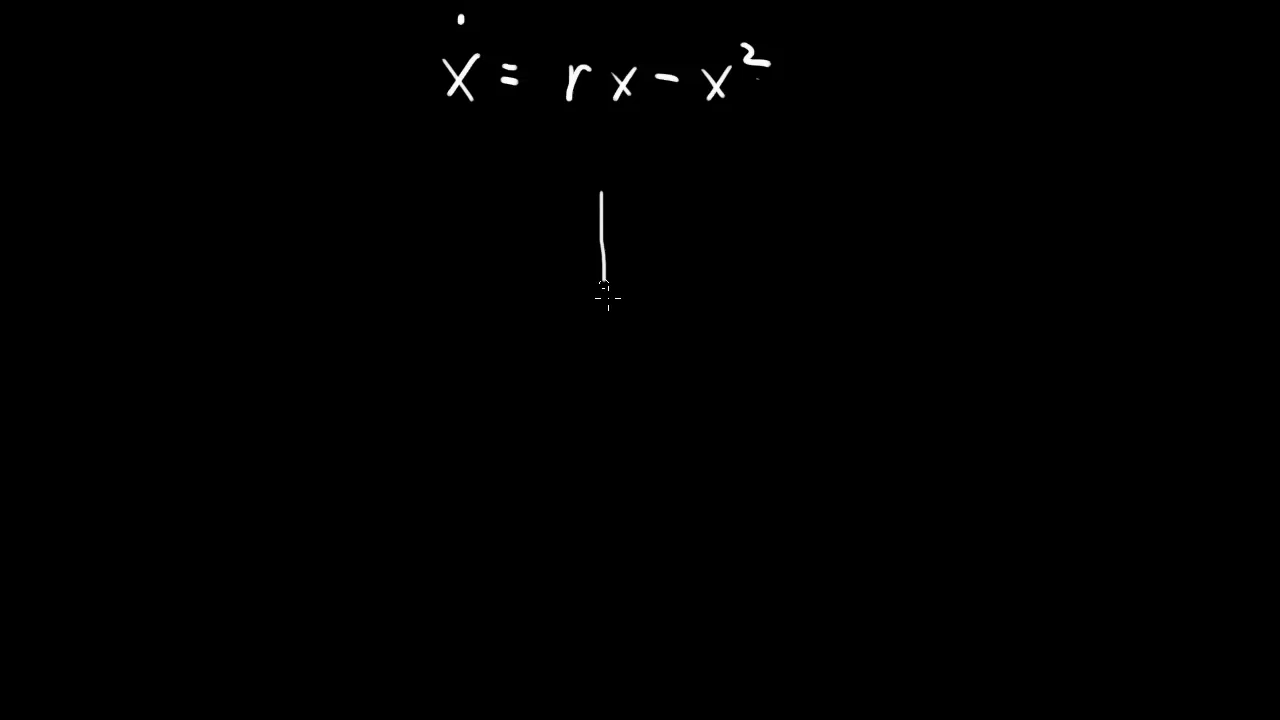 ẋ = rx - x²